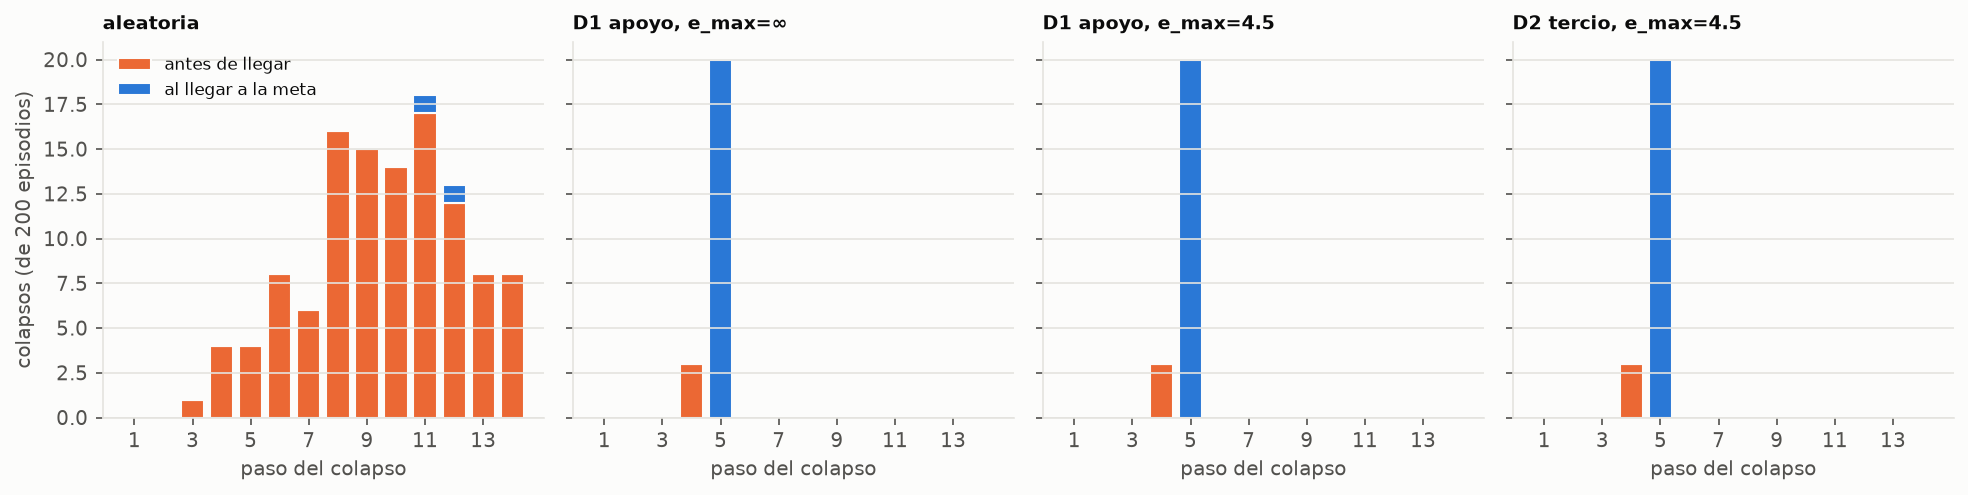 aleatoria
D1 apoyo, e_max=∞
D1 apoyo, e_max=4.5
D2 tercio, e_max=4.5
antes de llegar
al llegar a la meta
colapsos (de 200 episodios)
20.0
17.5
15.0
12.5
10.0
7.5
5.0
2.5
0.0
1 3 5 7 9 11 13
1 3 5 7 9 11 13
1 3 5 7 9 11 13
1 3 5 7 9 11 13
paso del colapso
paso del colapso
paso del colapso
paso del colapso